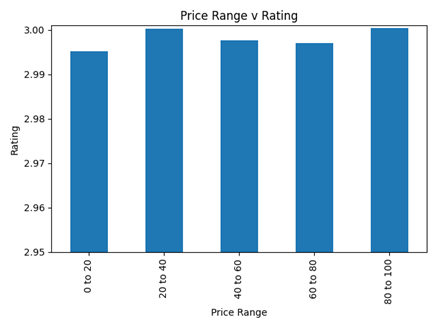 Price Range v Rating
3.00
2.99
2.98
2.97
2.96
2.95
Rating
0 to 20
20 to 40
40 to 60
60 to 80
80 to 100
Price Range